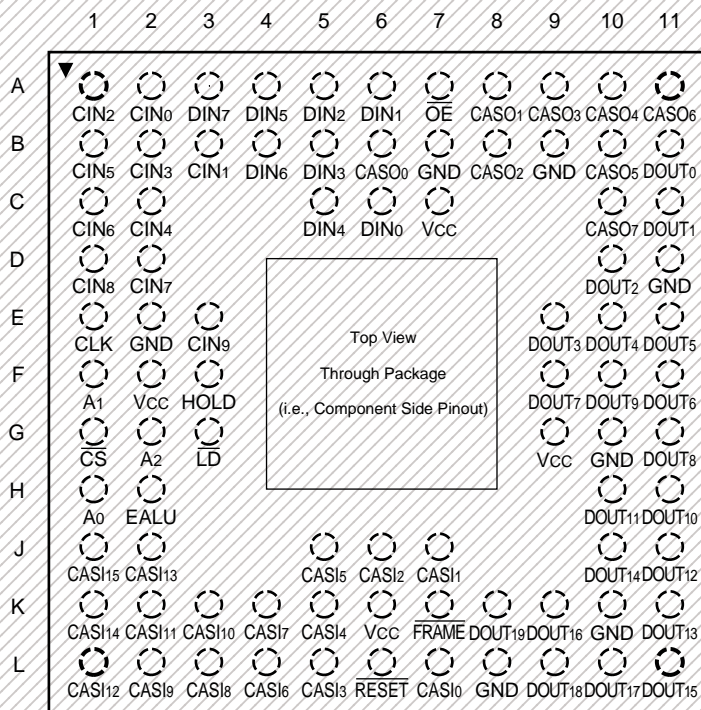 1 2 3 4 5 6 7 8 9 10 11
A
CIN2 CIN0 DIN7 DIN5 DIN2 DIN1 OE CASO1 CASO3 CASO4 CASO6
B
CIN5 CIN3 CIN1 DIN6 DIN3 CASO0 GND CASO2 GND CASO5 DOUT0
C
CIN6 CIN4 DIN4 DIN0 VCC CASO7 DOUT1
D
CIN8 CIN7 DOUT2 GND
E
CLK GND CIN9 DOUT3 DOUT4 DOUT5
Top View
Through Package
(i.e., Component Side Pinout)
F
A1 VCC HOLD DOUT7 DOUT9 DOUT6
G
CS A2 LD VCC GND DOUT8
H
A0 EALU DOUT11 DOUT10
J
CASI15 CASI13 CASI5 CASI2 CASI1 DOUT14 DOUT12
K
CASI14 CASI11 CASI10 CASI7 CASI4 VCC FRAME DOUT19 DOUT16 GND DOUT13
L
CASI12 CASI9 CASI8 CASI6 CASI3 RESET CASI0 GND DOUT18 DOUT17 DOUT15